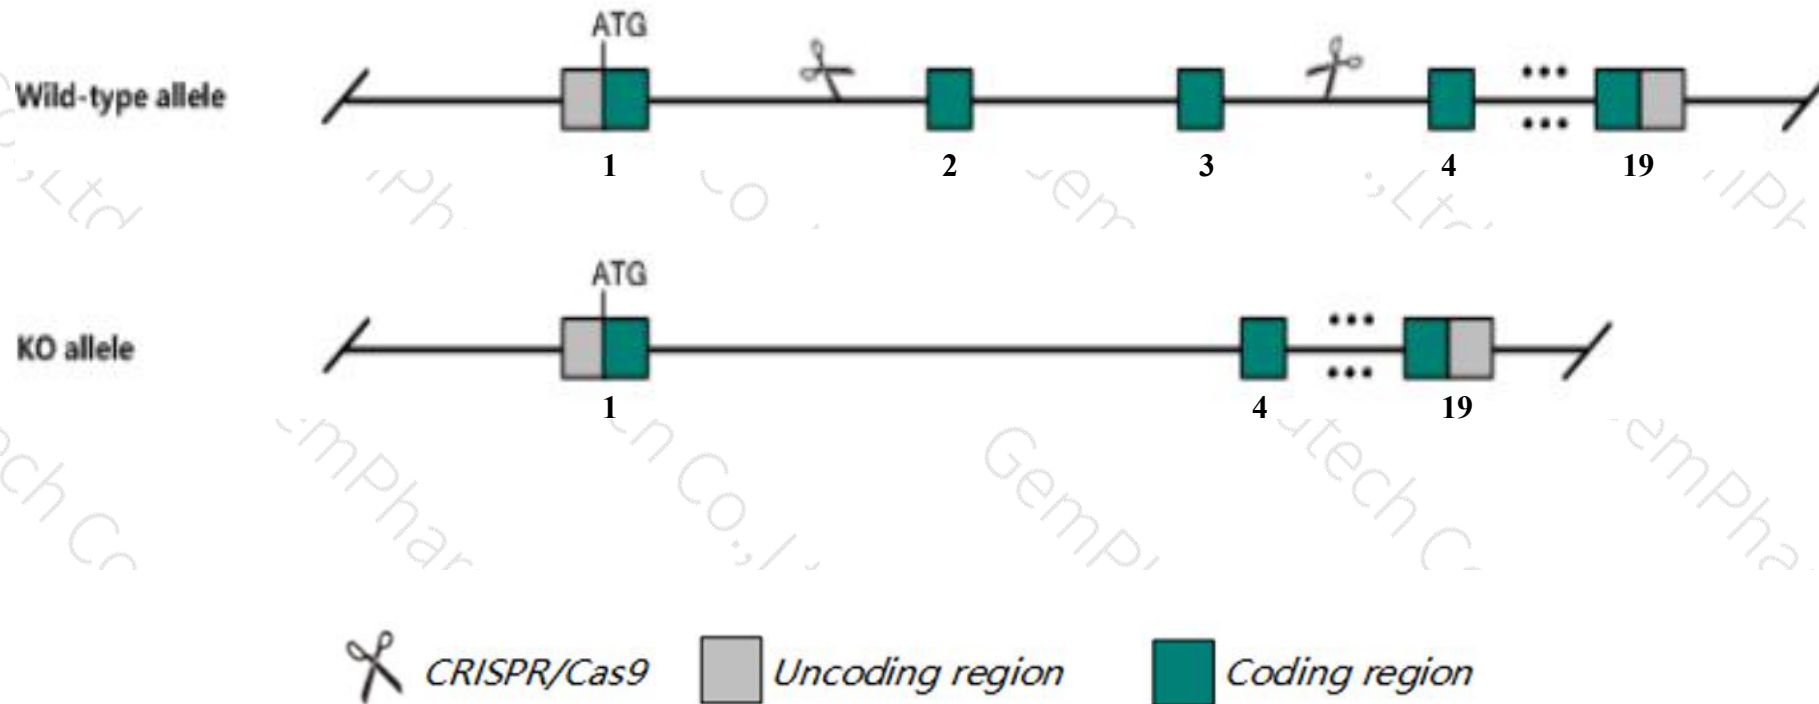 ATG
Wild-type allele
1 2 3 4 19
ATG
KO allele
1 4 19
CRISPR/Cas9 Uncoding region Coding region